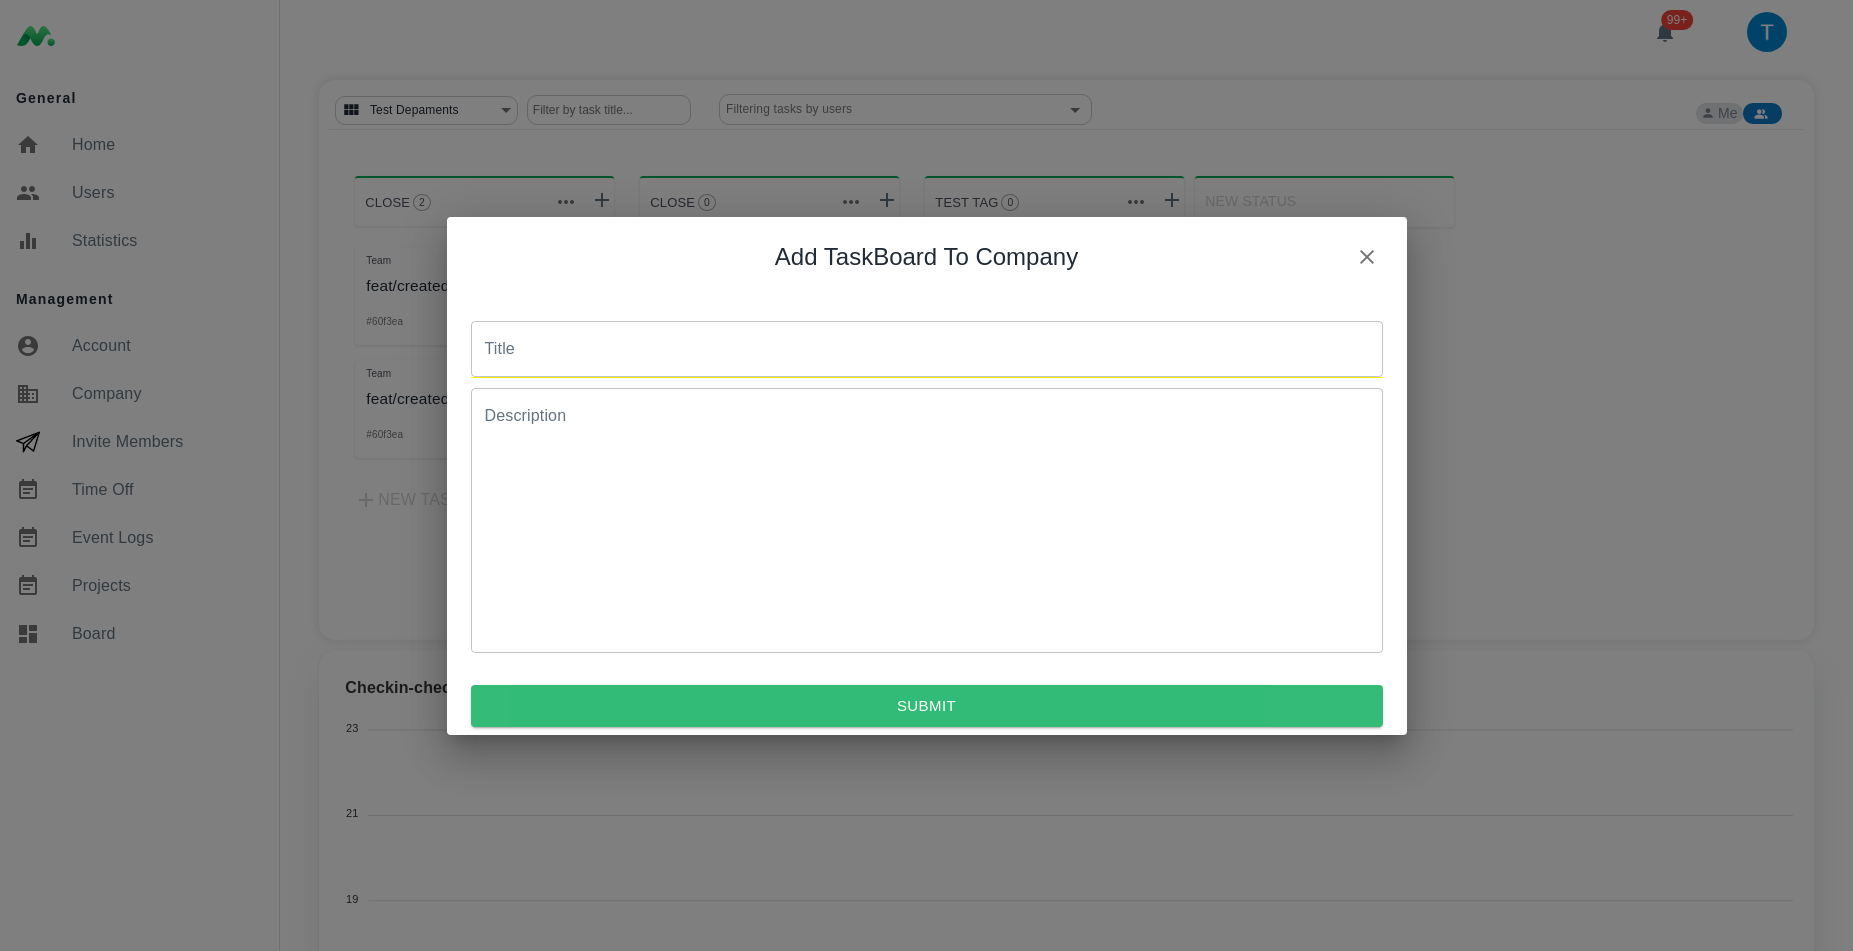 99+
T
General
Home
Users
Statistics
Management
Account
Company
Invite Members
Time Off
Event Logs
Projects
Board
Test Depaments
Filter by task title...
Filtering tasks by users
Me
CLOSE 2
CLOSE 0
TEST TAG 0
NEW STATUS
Team
feat/created
#60f3ea
Team
feat/created
#60f3ea
NEW TAS
Add TaskBoard To Company
Title
Description
SUBMIT
Checkin-chec
23
21
19